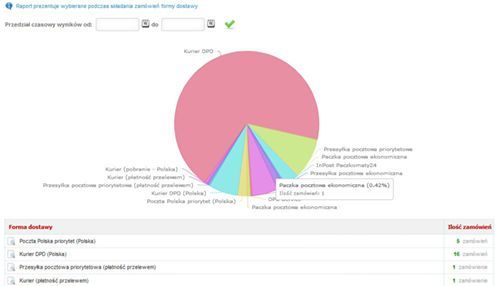 Raport prezentuje wybierane podczas składania zamówień formy dostawy
Przedział czasowy wyników od: do
Kurier DPD
Przesyłka pocztowa priorytetowa
Paczka pocztowa ekonomiczna
InPost Paczkomaty24
Przesyłka pocztowa ekonomiczna
Kurier (pobranie - Polska)
Kurier (płatność przelewem)
Przesyłka pocztowa priorytetowa (płatność przelewem)
Kurier DPD (Polska)
Poczta Polska priorytet (Polska)
Paczka pocztowa ekonomiczna (0,42%)
Ilość zamówień: 1
Paczka pocztowa ekonomiczna
Forma dostawy Ilość zamówień
Poczta Polska priorytet (Polska) 5 zamówień
Kurier DPD (Polska) 16 zamówień
Przesyłka pocztowa priorytetowa (płatność przelewem) 1 zamówienie
Kurier (płatność przelewem) 1 zamówienie